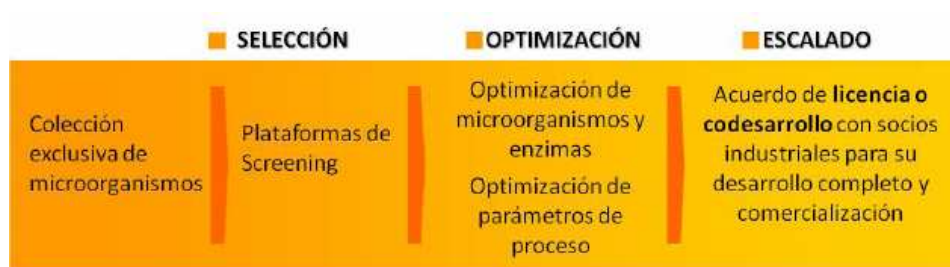 SELECCIÓN
OPTIMIZACIÓN
ESCALADO
Colección
exclusiva de
microorganismos
Plataformas de
Screening
Optimización de
microorganismos y
enzimas
Optimización de
parámetros de
proceso
Acuerdo de licencia o
codesarrollo con socios
industriales para su
desarrollo completo y
comercialización